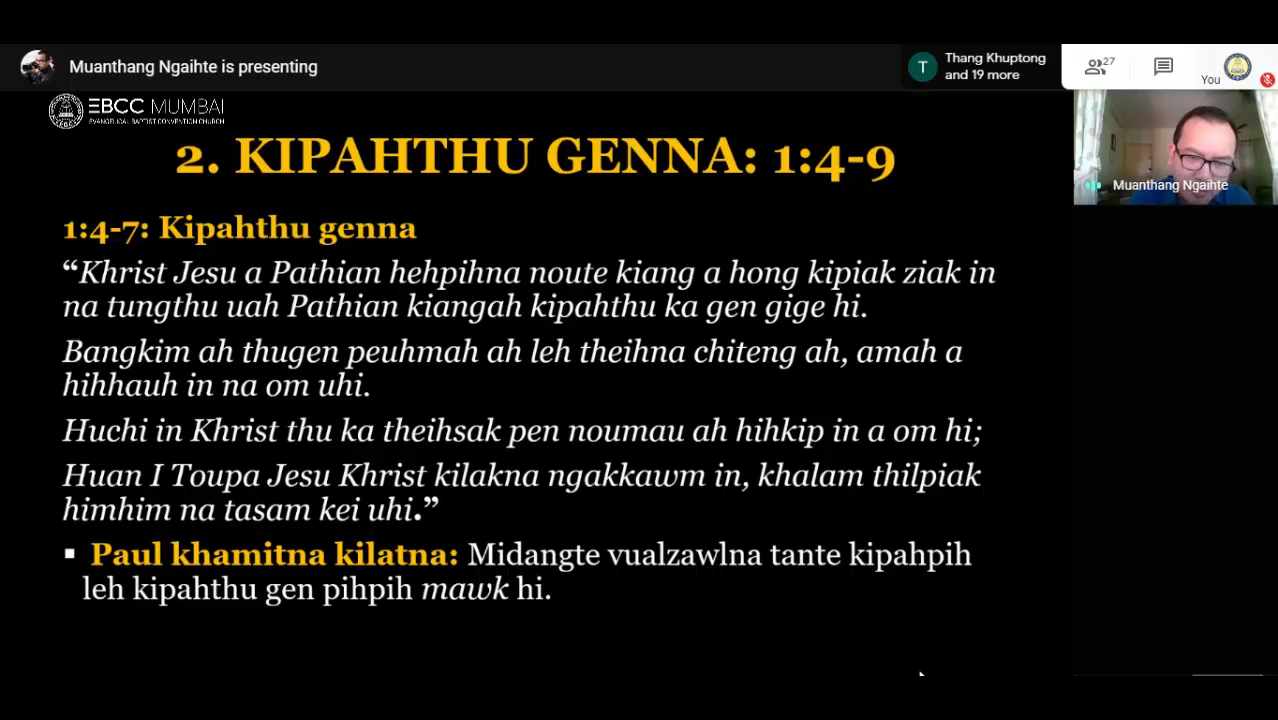 Muanthang Ngaihte is presenting
T
Thang Khuptong
and 19 more
27
You
EBCC MUMBAI
EVANGELICAL BAPTIST CONVENTION CHURCH
Muanthang Ngaihte
2. KIPAHTHU GENNA: 1:4-9
1:4-7: Kipahthu genna
“Khrist Jesu a Pathian hehpihna noute kiang a hong kipiak ziak in
na tungthu uah Pathian kiangah kipahthu ka gen gige hi.
Bangkim ah thugen peuhmah ah leh theihna chiteng ah, amah a
hihhauh in na om uhi.
Huchi in Khrist thu ka theihsak pen noumau ah hihkip in a om hi;
Huan I Toupa Jesu Khrist kilakna ngakkawm in, khalam thilpiak
himhim na tasam kei uhi.”
▪ Paul khamitna kilatna: Midangte vualzawlna tante kipahpih
leh kipahthu gen pihpih mawk hi.